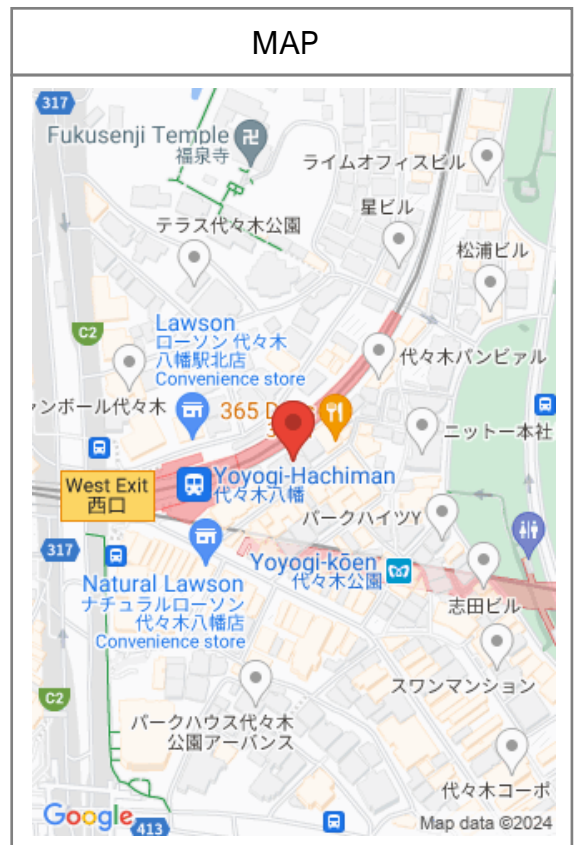 MAP
317
Fukusenji Temple
福泉寺
ライムオフィスビル
星ビル
テラス代々木公園
松浦ビル
C2
Lawson
ローソン 代々木
八幡駅北店
Convenience store
代々木バンビァル
ャンボール代々木
365 D
ニットー本社
West Exit
西口
Yoyogi-Hachiman
代々木八幡
パークハイツY
317
Yoyogi-kōen
代々木公園
Natural Lawson
ナチュラルローソン
代々木八幡店
Convenience store
志田ビル
スワンマンション
C2
パークハウス代々木
公園アーバンス
代々木コーポ
Google
413
Map data ©2024